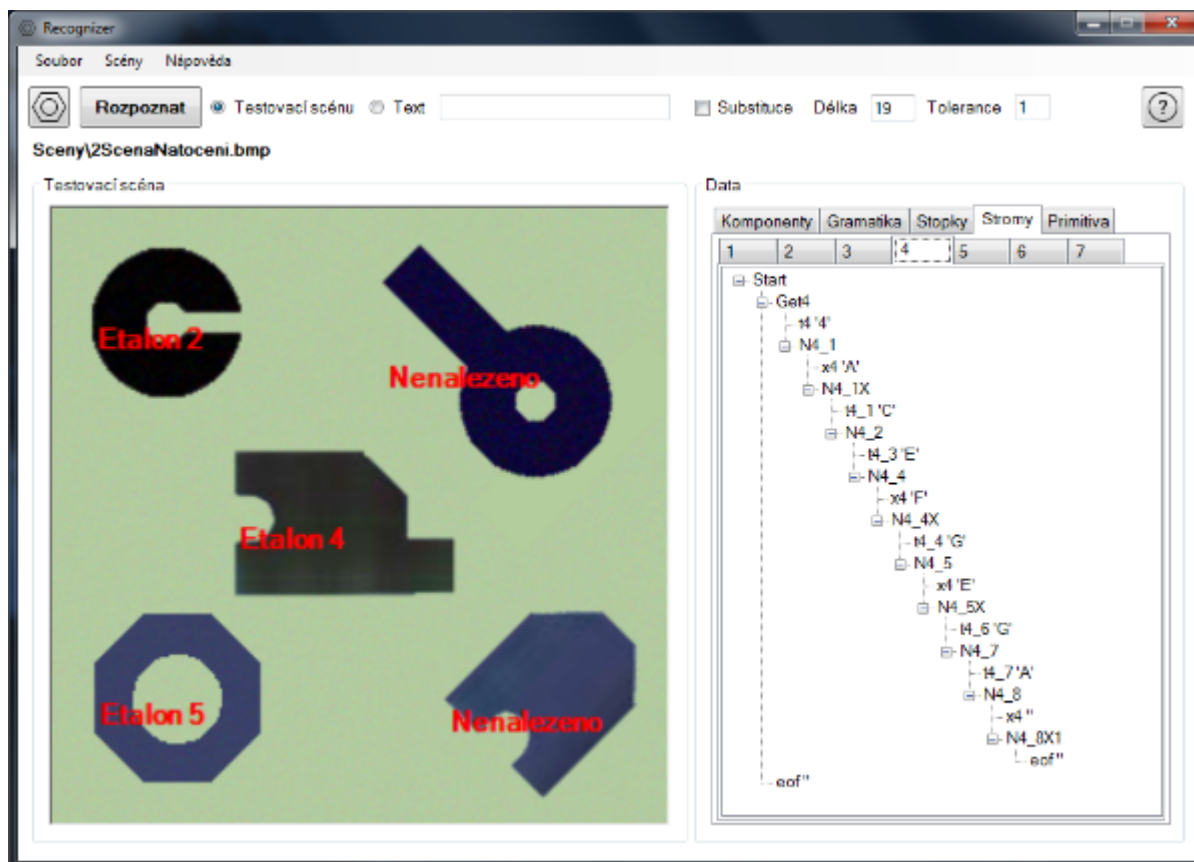 Recognizer
Soubor Scény Nápověda
Rozpoznat Testovací scénu Text Substituce Délka 19 Tolerance 1 ?
Sceny\2ScenaNatoceni.bmp
Testovací scéna
Etalon 2
Nenalezeno
Etalon 4
Etalon 5
Nenalezeno
Data
Komponenty Gramatika Stopky Stromy Primitiva
1 2 3 4 5 6 7
Start
Get4
t4 '4'
N4_1
x4 'A'
N4_1X
t4_1 'C'
N4_2
t4_3 'E'
N4_4
x4 'F'
N4_4X
t4_4 'G'
N4_5
x4 'E'
N4_5X
t4_6 'G'
N4_7
t4_7 'A'
N4_8
x4 ''
N4_8X1
eof ''
eof ''